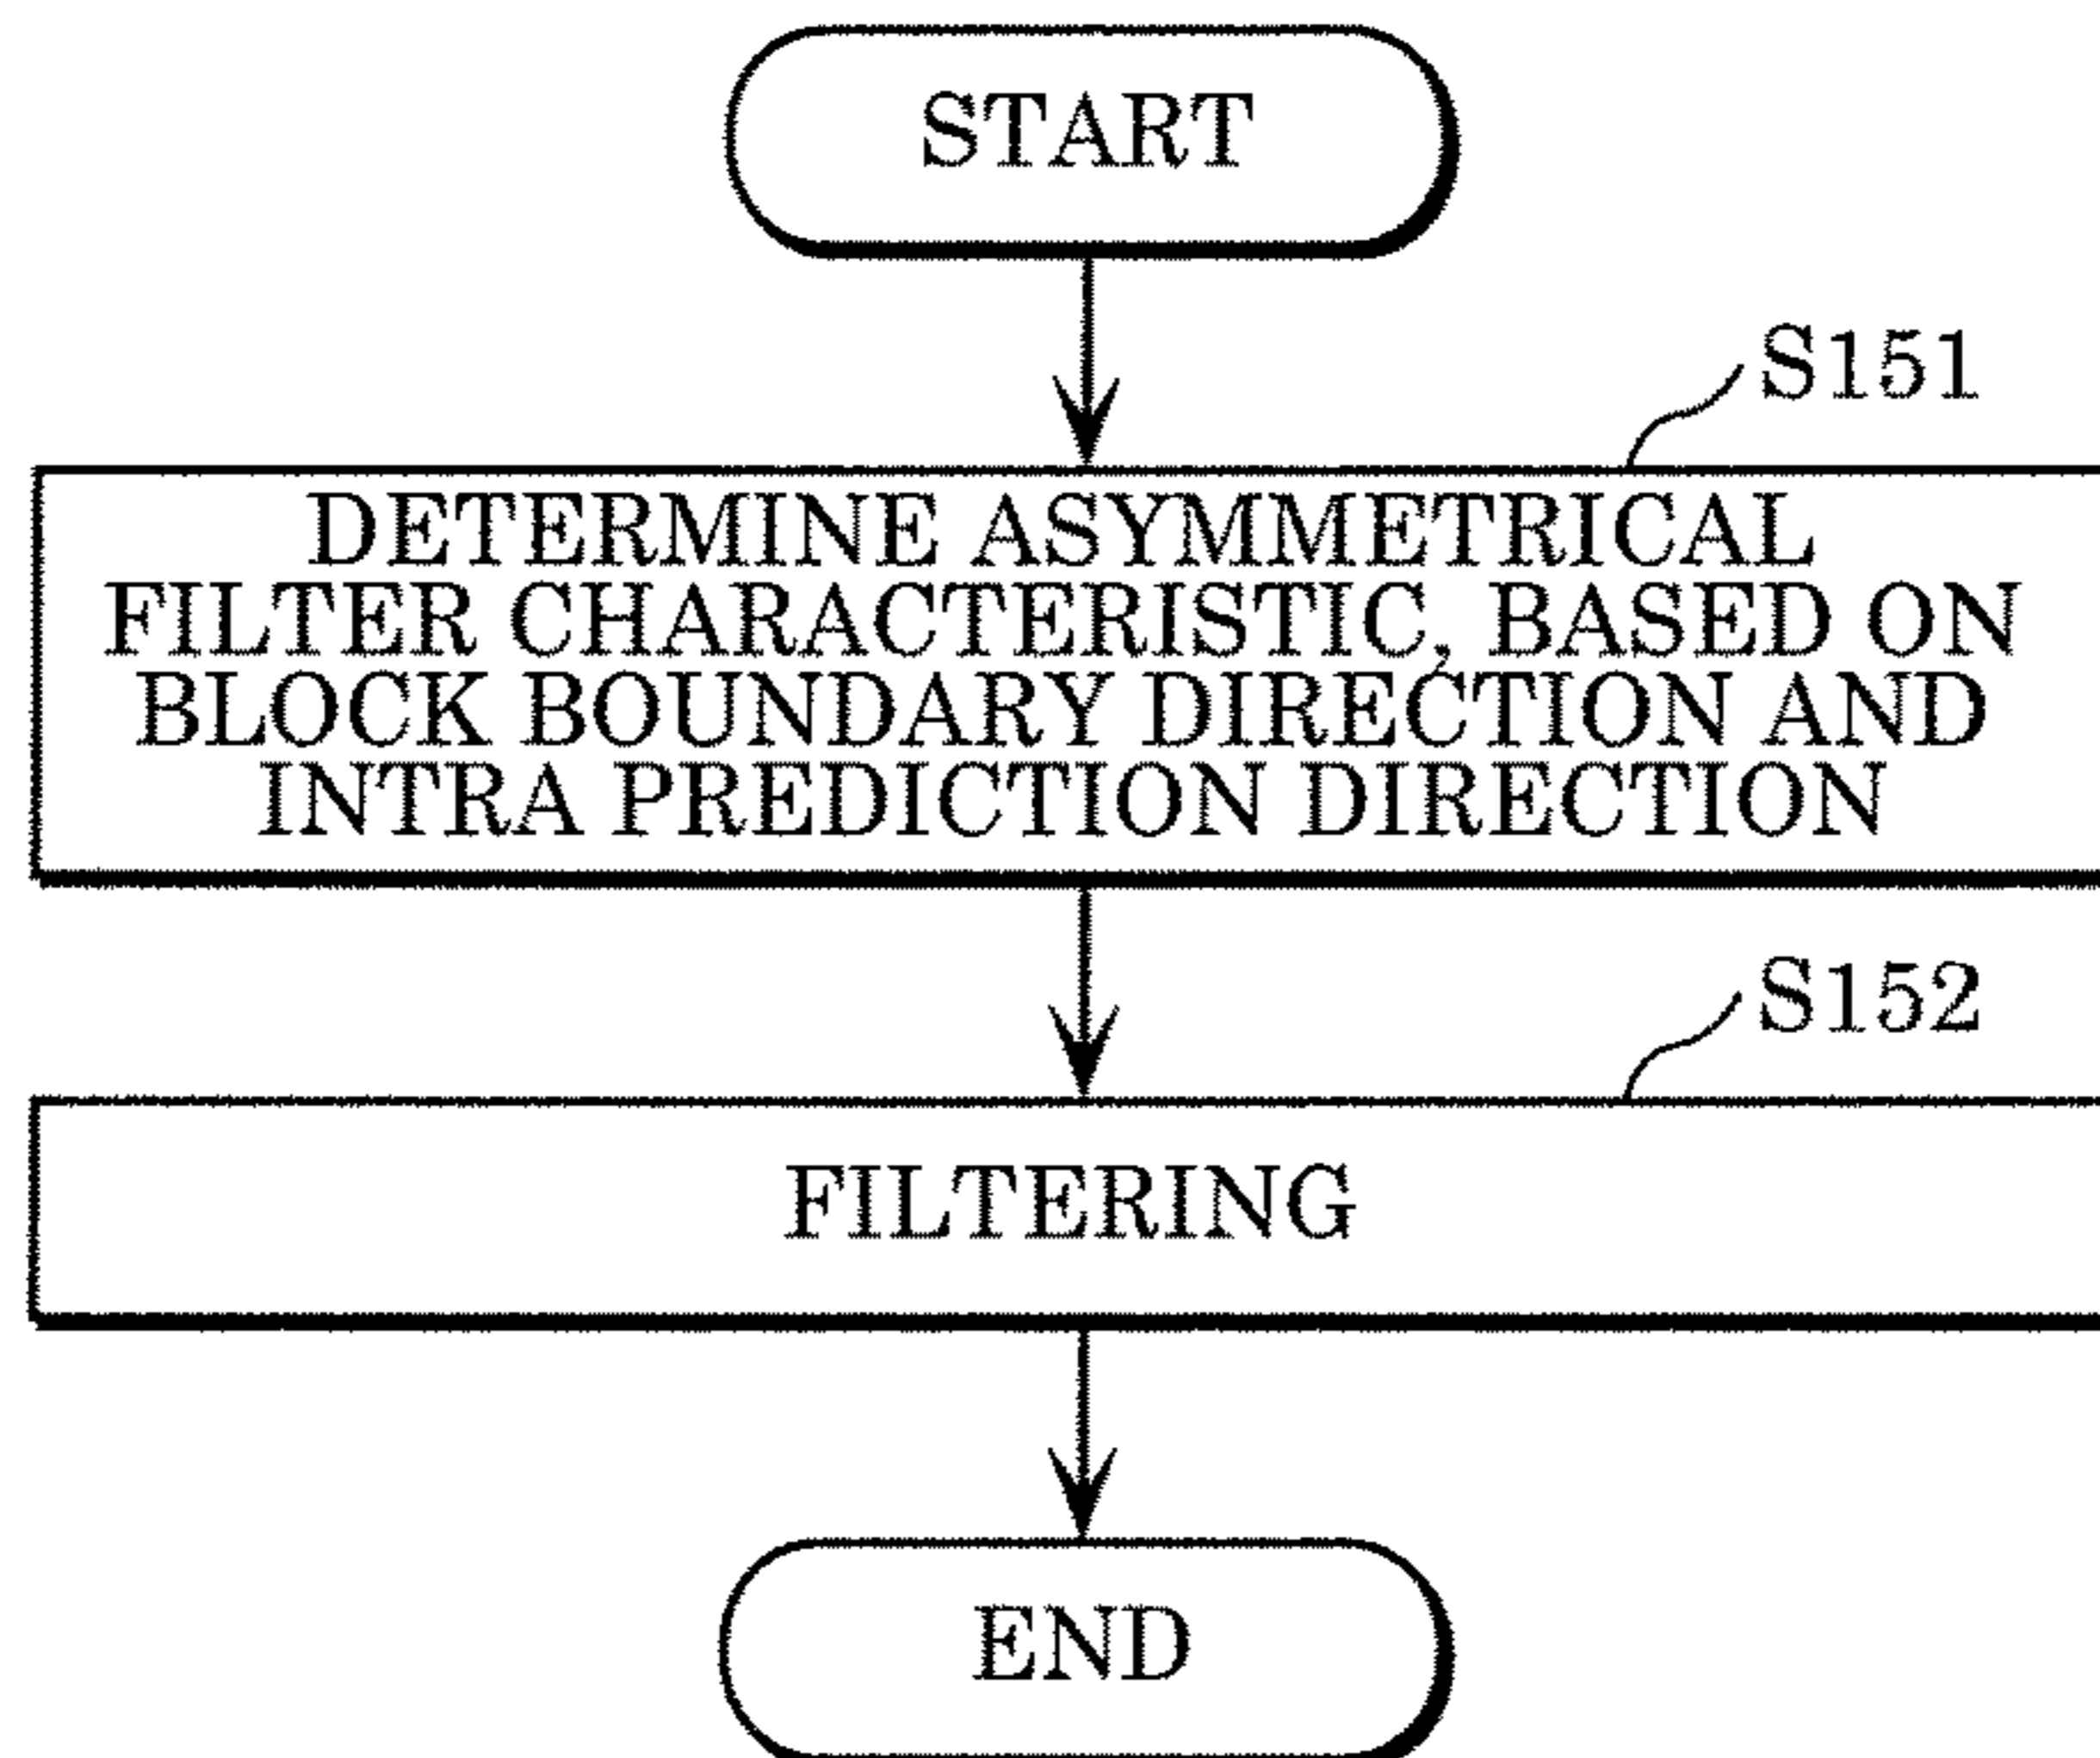 START
S151
DETERMINE ASYMMETRICAL
FILTER CHARACTERISTIC, BASED ON
BLOCK BOUNDARY DIRECTION AND
INTRA PREDICTION DIRECTION
S152
FILTERING
END